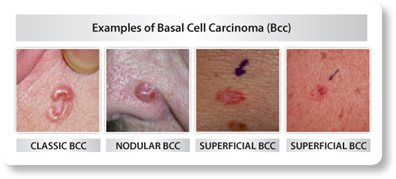 Examples of Basal Cell Carcinoma (Bcc)
CLASSIC BCC
NODULAR BCC
SUPERFICIAL BCC
SUPERFICIAL BCC